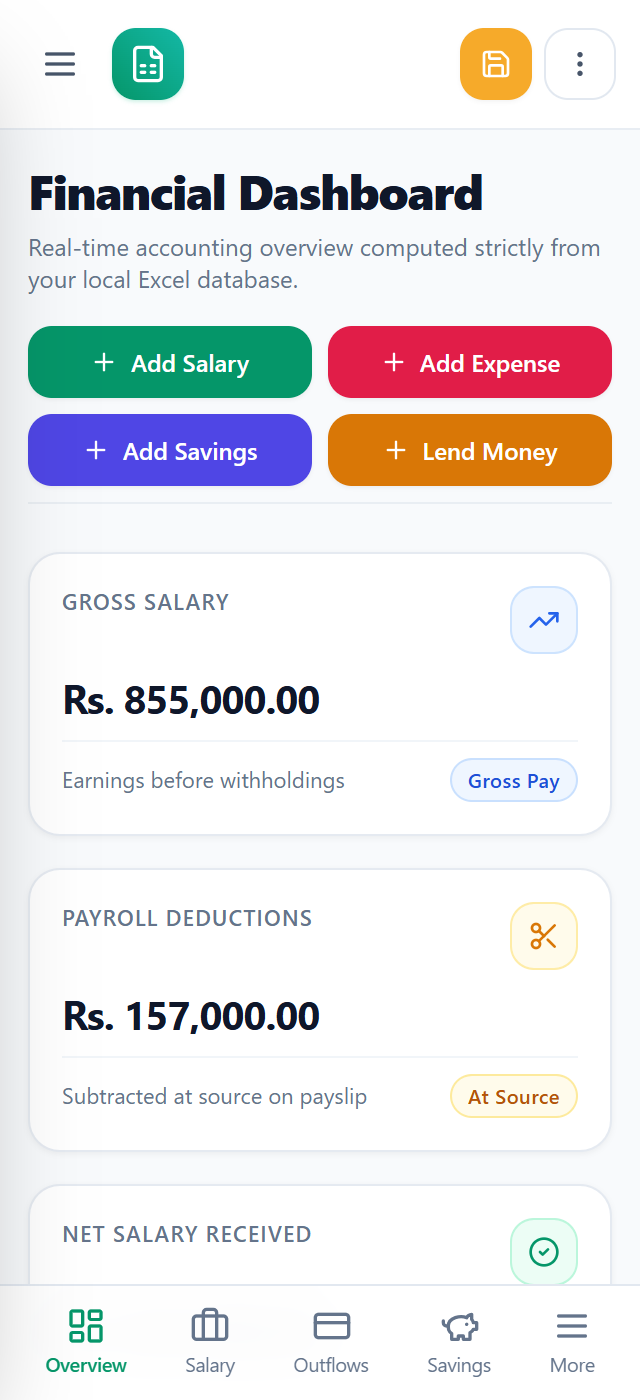 Financial Dashboard
Real-time accounting overview computed strictly from
your local Excel database.
+ Add Salary
+ Add Expense
+ Add Savings
+ Lend Money
GROSS SALARY
Rs. 855,000.00
Earnings before withholdings
Gross Pay
PAYROLL DEDUCTIONS
Rs. 157,000.00
Subtracted at source on payslip
At Source
NET SALARY RECEIVED
Overview
Salary
Outflows
Savings
More